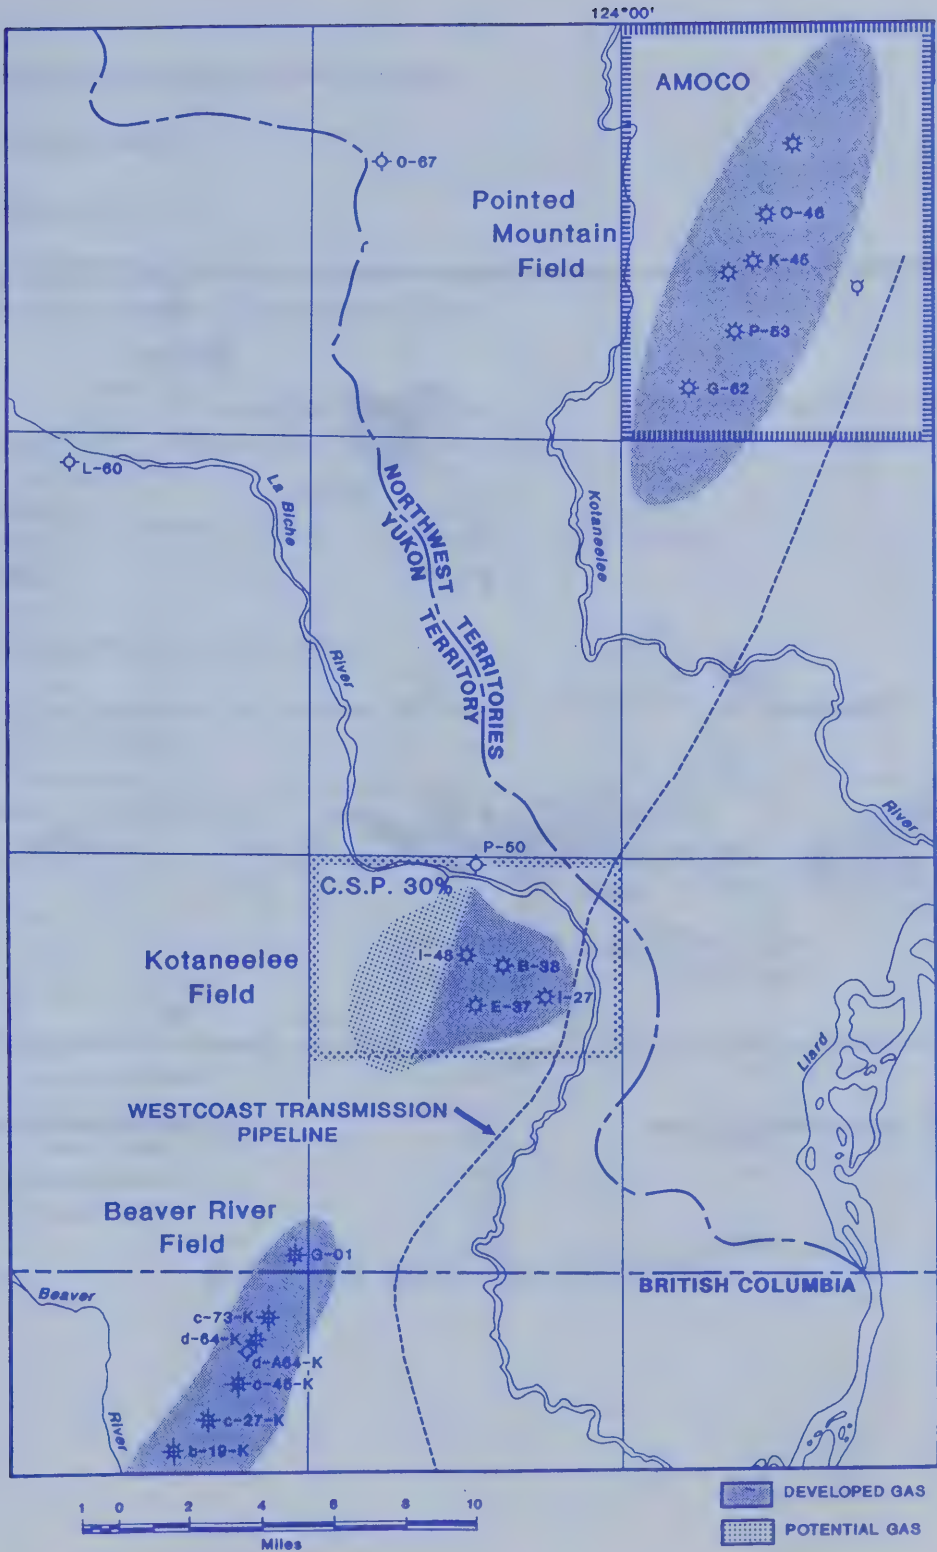 124°00'
AMOCO
O-67
Pointed
Mountain
Field
O-46
K-45
P-53
G-62
L-60
La Biche
River
Kotaneelee
River
NORTHWEST
TERRITORIES
YUKON
TERRITORY
P-50
C.S.P. 30%
Kotaneelee
Field
I-48
B-38
E-37
I-27
Liard
WESTCOAST TRANSMISSION
PIPELINE
Beaver River
Field
G-01
BRITISH COLUMBIA
Beaver
River
c-73-K
d-64-K
d-A64-K
c-45-K
c-27-K
b-19-K
1 0 2 4 6 8 10
Miles
DEVELOPED GAS
POTENTIAL GAS